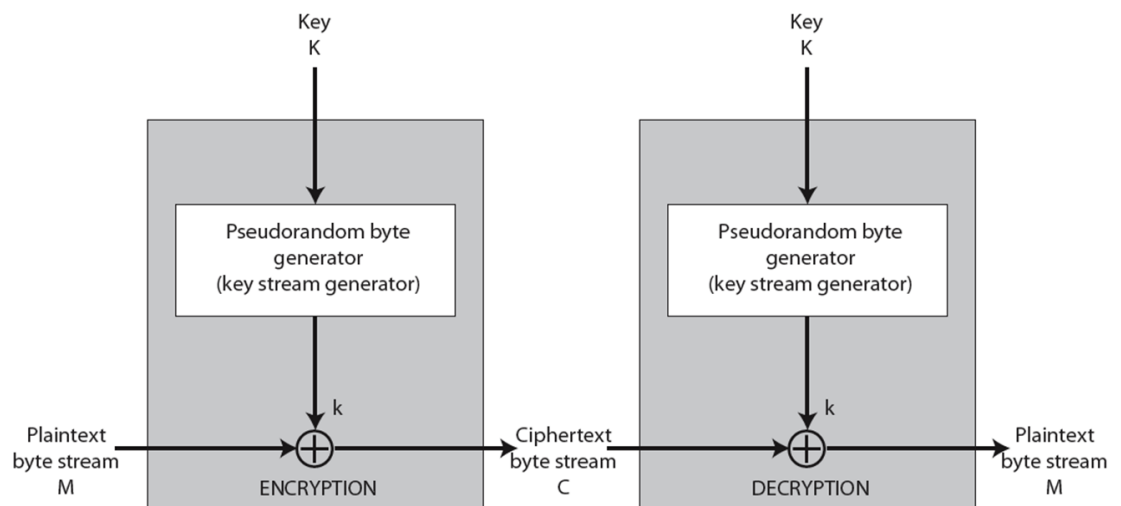 Key
K
Key
K
Pseudorandom byte
generator
(key stream generator)
Pseudorandom byte
generator
(key stream generator)
k
k
Plaintext
byte stream
M
ENCRYPTION
Ciphertext
byte stream
C
DECRYPTION
Plaintext
byte stream
M